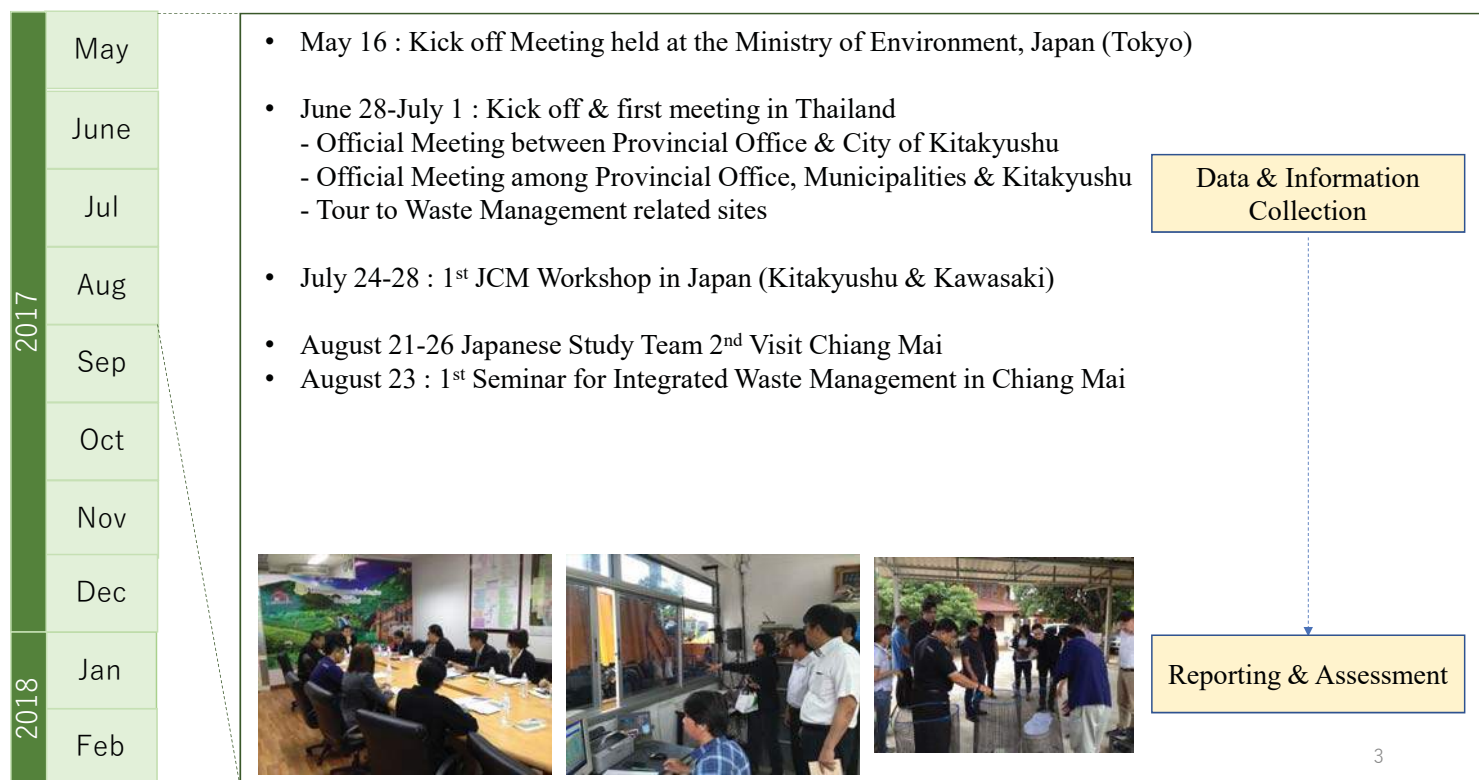 2017
May
June
Jul
Aug
Sep
Oct
Nov
Dec
2018
Jan
Feb
• May 16 : Kick off Meeting held at the Ministry of Environment, Japan (Tokyo)
• June 28-July 1 : Kick off & first meeting in Thailand
- Official Meeting between Provincial Office & City of Kitakyushu
- Official Meeting among Provincial Office, Municipalities & Kitakyushu
- Tour to Waste Management related sites
• July 24-28 : 1st JCM Workshop in Japan (Kitakyushu & Kawasaki)
• August 21-26 Japanese Study Team 2nd Visit Chiang Mai
• August 23 : 1st Seminar for Integrated Waste Management in Chiang Mai
Data & Information
Collection
Reporting & Assessment
3